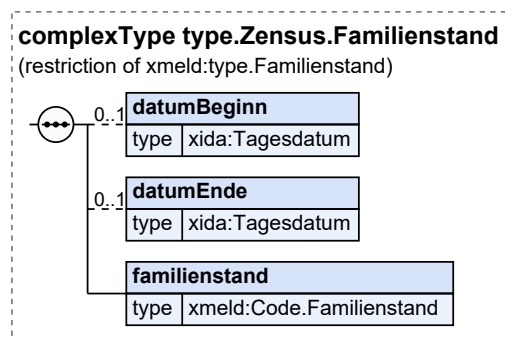 complexType type.Zensus.Familienstand
(restriction of xmeld:type.Familienstand)
0..1 datumBeginn
type xida:Tagesdatum
0..1 datumEnde
type xida:Tagesdatum
familienstand
type xmeld:Code.Familienstand